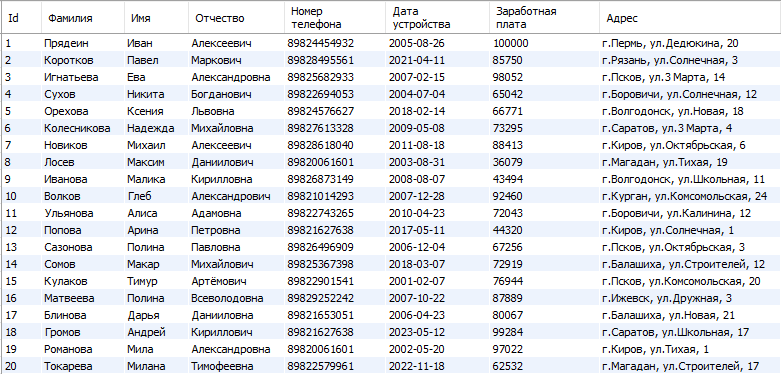 Id Фамилия Имя Отчество Номер телефона Дата устройства Заработная плата Адрес
1 Прядеин Иван Алексеевич 89824454932 2005-08-26 100000 г.Пермь, ул.Дедюкина, 20
2 Коротков Павел Маркович 89828495561 2021-04-11 85750 г.Рязань, ул.Солнечная, 3
3 Игнатьева Ева Александровна 89825682933 2007-02-15 98052 г.Псков, ул.3 Марта, 14
4 Сухов Никита Богданович 89822694053 2004-07-04 65042 г.Боровичи, ул.Солнечная, 12
5 Орехова Ксения Львовна 89824576627 2018-02-14 66771 г.Волгодонск, ул.Новая, 18
6 Колесникова Надежда Михайловна 89827613328 2009-05-08 73295 г.Саратов, ул.3 Марта, 4
7 Новиков Михаил Алексеевич 89828618040 2011-08-18 88413 г.Киров, ул.Октябрьская, 6
8 Лосев Максим Даниилович 89820061601 2003-08-31 36079 г.Магадан, ул.Тихая, 19
9 Иванова Малика Кирилловна 89826873149 2008-08-07 43494 г.Волгодонск, ул.Школьная, 11
10 Волков Глеб Александрович 89821014293 2007-12-28 92460 г.Курган, ул.Комсомольская, 24
11 Ульянова Алиса Адамовна 89822743265 2010-04-23 72043 г.Боровичи, ул.Калинина, 12
12 Попова Арина Петровна 89821627638 2017-05-11 44320 г.Киров, ул.Солнечная, 1
13 Сазонова Полина Павловна 89826496909 2006-12-04 67256 г.Псков, ул.Октябрьская, 3
14 Сомов Макар Михайлович 89825367398 2018-03-07 72919 г.Балашиха, ул.Строителей, 12
15 Кулаков Тимур Артёмович 89822901541 2001-02-07 76944 г.Псков, ул.Комсомольская, 20
16 Матвеева Полина Всеволодовна 89829252242 2007-10-22 87889 г.Ижевск, ул.Дружная, 3
17 Блинова Дарья Данииловна 89821653051 2006-04-23 80067 г.Балашиха, ул.Новая, 21
18 Громов Андрей Кириллович 89821627638 2023-05-12 99284 г.Саратов, ул.Школьная, 17
19 Романова Мила Александровна 89820061601 2002-05-20 97022 г.Киров, ул.Тихая, 1
20 Токарева Милана Тимофеевна 89822579961 2022-11-18 62532 г.Магадан, ул.Строителей, 17